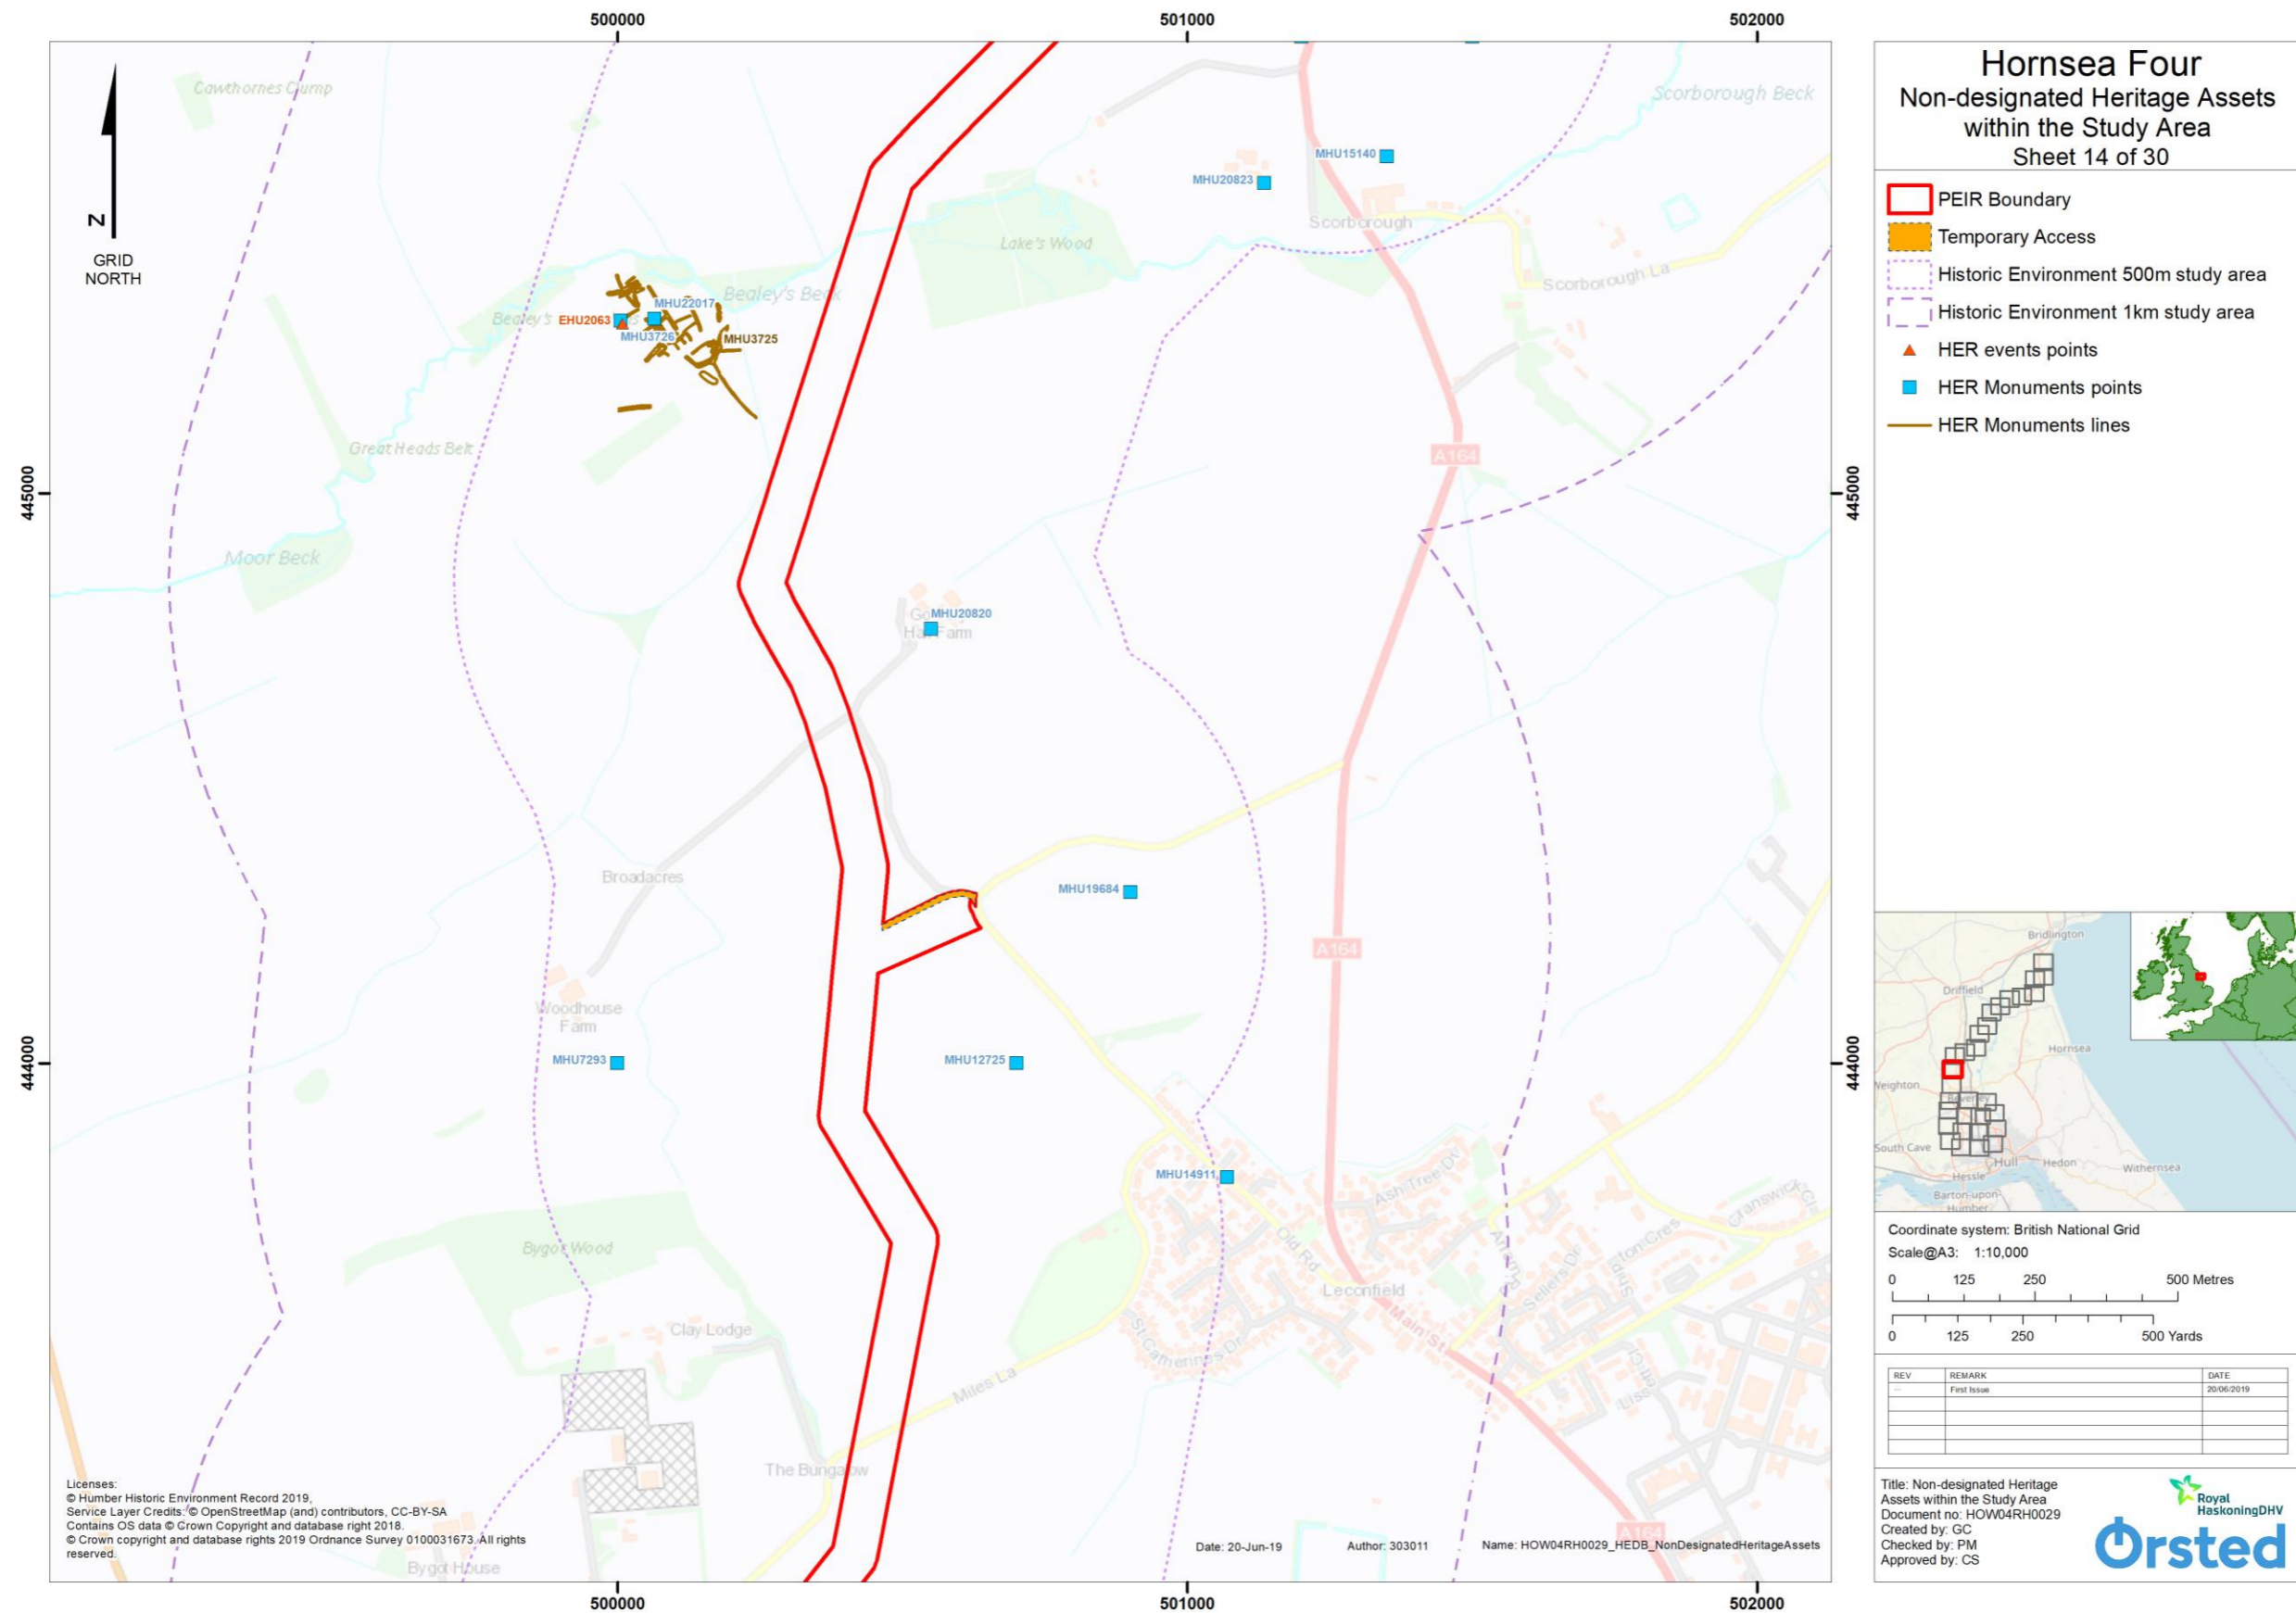 500000
501000
502000
Hornsea Four
Non-designated Heritage Assets
within the Study Area
Sheet 14 of 30
PEIR Boundary
Temporary Access
Historic Environment 500m study area
Historic Environment 1km study area
HER events points
HER Monuments points
HER Monuments lines
N
GRID
NORTH
Cawthornes Clump
Scorborough Beck
MHU15140
MHU20823
Scorborough
Lake's Wood
Scorborough La
Bealey's Beck
MHU22017
Bealey's
EHU2063
MHU3726
MHU3725
Great Heads Belt
A164
445000
445000
Moor Beck
MHU20820
Farm
Broadacres
MHU19684
A164
Woodhouse
Farm
MHU7293
MHU12725
444000
444000
MHU14911
Ash Tree Dv
Old Rd
Bygot Wood
Sellers Dr
Leconfield
Main St
St Catherines Dr
Clay Lodge
Miles La
The Bungalow
A164
Bygot House
Licenses:
© Humber Historic Environment Record 2019,
Service Layer Credits: © OpenStreetMap (and) contributors, CC-BY-SA
Contains OS data © Crown Copyright and database right 2018.
© Crown copyright and database rights 2019 Ordnance Survey 0100031673. All rights
reserved.
Date: 20-Jun-19
Author: 303011
Name: HOW04RH0029_HEDB_NonDesignatedHeritageAssets
500000
501000
502000
Bridlington
Driffield
Hornsea
Weighton
Beverley
South Cave
Hull
Hedon
Withernsea
Hessle
Barton-upon-
Humber
Coordinate system: British National Grid
Scale@A3: 1:10,000
0 125 250 500 Metres
0 125 250 500 Yards
REV REMARK DATE
-- First Issue 20/06/2019
Title: Non-designated Heritage
Assets within the Study Area
Document no: HOW04RH0029
Created by: GC
Checked by: PM
Approved by: CS
Royal
HaskoningDHV
Ørsted